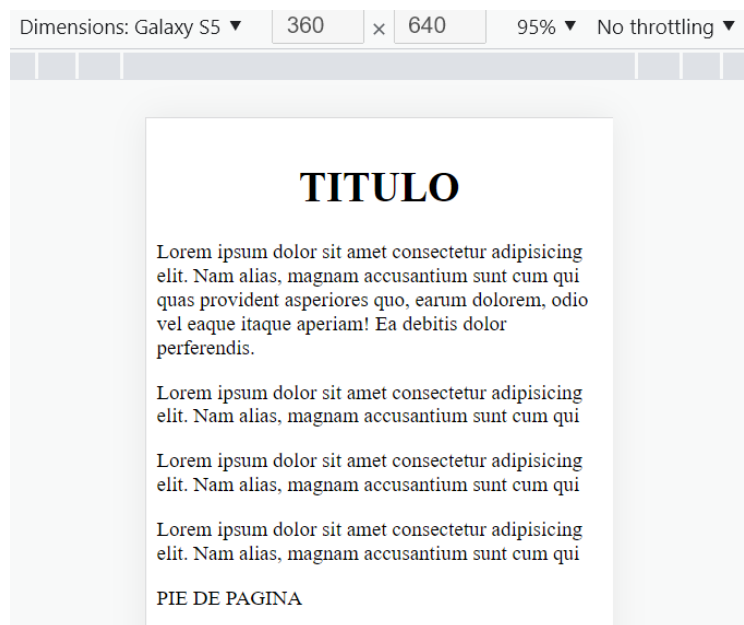 Dimensions: Galaxy S5 ▼ 360 × 640 95% ▼ No throttling ▼
TITULO
Lorem ipsum dolor sit amet consectetur adipisicing
elit. Nam alias, magnam accusantium sunt cum qui
quas provident asperiores quo, earum dolorem, odio
vel eaque itaque aperiam! Ea debitis dolor
perferendis.
Lorem ipsum dolor sit amet consectetur adipisicing
elit. Nam alias, magnam accusantium sunt cum qui
Lorem ipsum dolor sit amet consectetur adipisicing
elit. Nam alias, magnam accusantium sunt cum qui
Lorem ipsum dolor sit amet consectetur adipisicing
elit. Nam alias, magnam accusantium sunt cum qui
PIE DE PAGINA